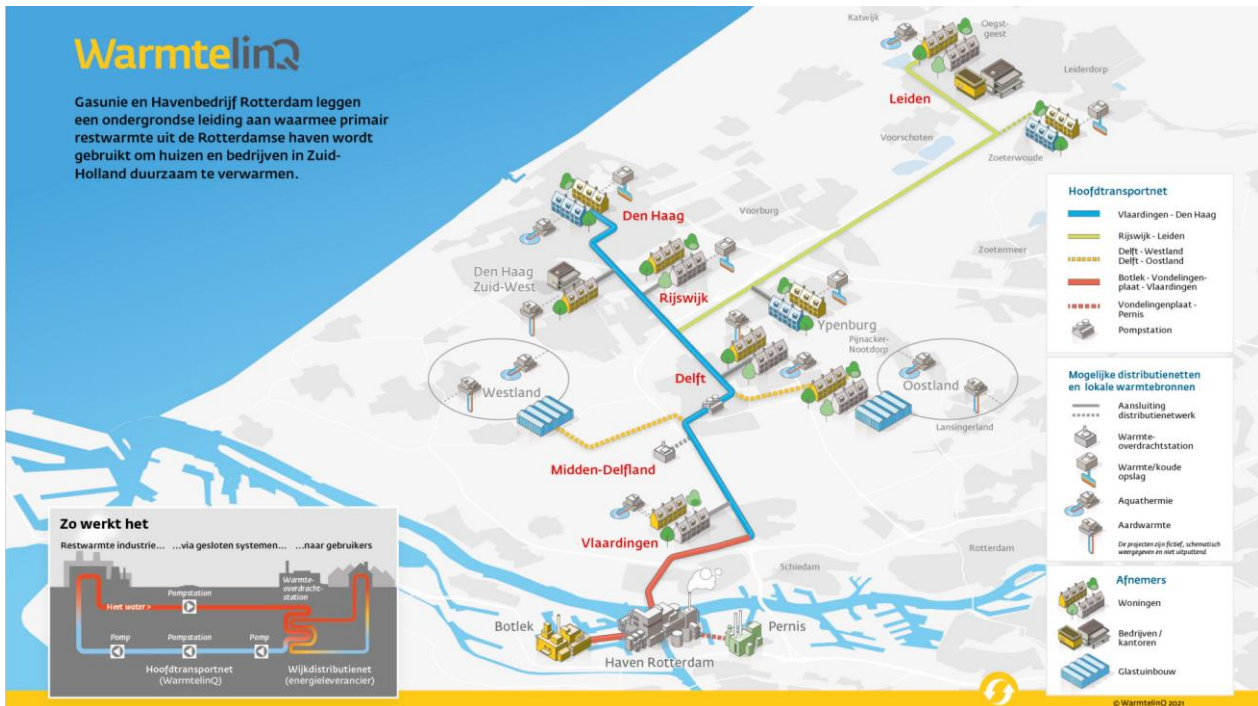 WarmtelinQ
Gasunie en Havenbedrijf Rotterdam leggen
een ondergrondse leiding aan waarmee primair
restwarmte uit de Rotterdamse haven wordt
gebruikt om huizen en bedrijven in Zuid-
Holland duurzaam te verwarmen.
Katwijk
Oegst-
geest
Leiderdorp
Leiden
Voorschoten
Zoeterwoude
Den Haag
Voorburg
Zoetermeer
Den Haag
Zuid-West
Rijswijk
Ypenburg
Pijnacker-
Nootdorp
Delft
Westland
Oostland
Lansingerland
Midden-Delfland
Vlaardingen
Rotterdam
Schiedam
Botlek
Pernis
Haven Rotterdam
Hoofdtransportnet
Vlaardingen - Den Haag
Rijswijk - Leiden
Delft - Westland
Delft - Oostland
Botlek - Vondelingen-
plaat - Vlaardingen
Vondelingenplaat -
Pernis
Pompstation
Mogelijke distributienetten
en lokale warmtebronnen
Aansluiting
distributienetwerk
Warmte-
overdrachtstation
Warmte/koude
opslag
Aquathermie
Aardwarmte
De projecten zijn fictief, schematisch
weergegeven en niet uitputtend
Afnemers
Woningen
Bedrijven /
kantoren
Glastuinbouw
Zo werkt het
Restwarmte industrie... ...via gesloten systemen... ...naar gebruikers
Pompstation
Warmte-
overdracht-
station
Heet water >
Pomp
Pompstation
Pomp
Hoofdtransportnet
(WarmtelinQ)
Wijkdistributienet
(energieleverancier)
© WarmtelinQ 2021